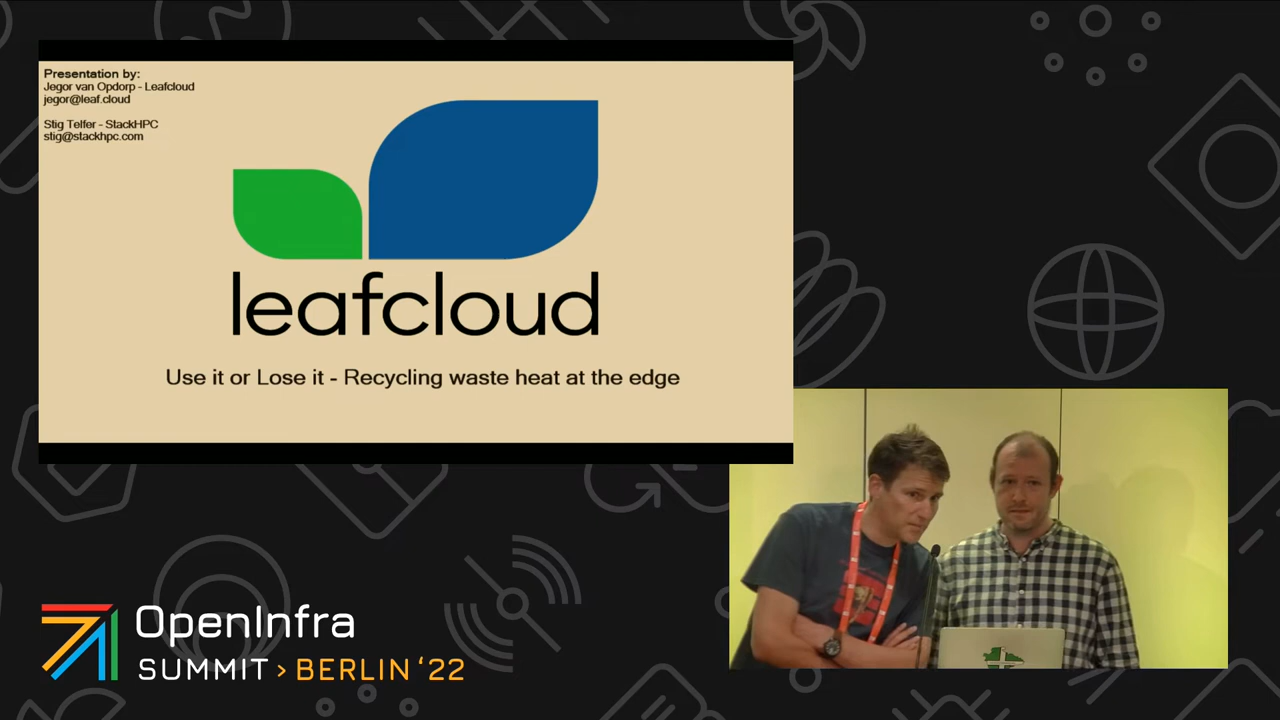 Presentation by:
Jegor van Opdorp - Leafcloud
jegor@leaf.cloud
Stig Telfer - StackHPC
stig@stackhpc.com
leafcloud
Use it or Lose it - Recycling waste heat at the edge
OpenInfra
SUMMIT > BERLIN '22